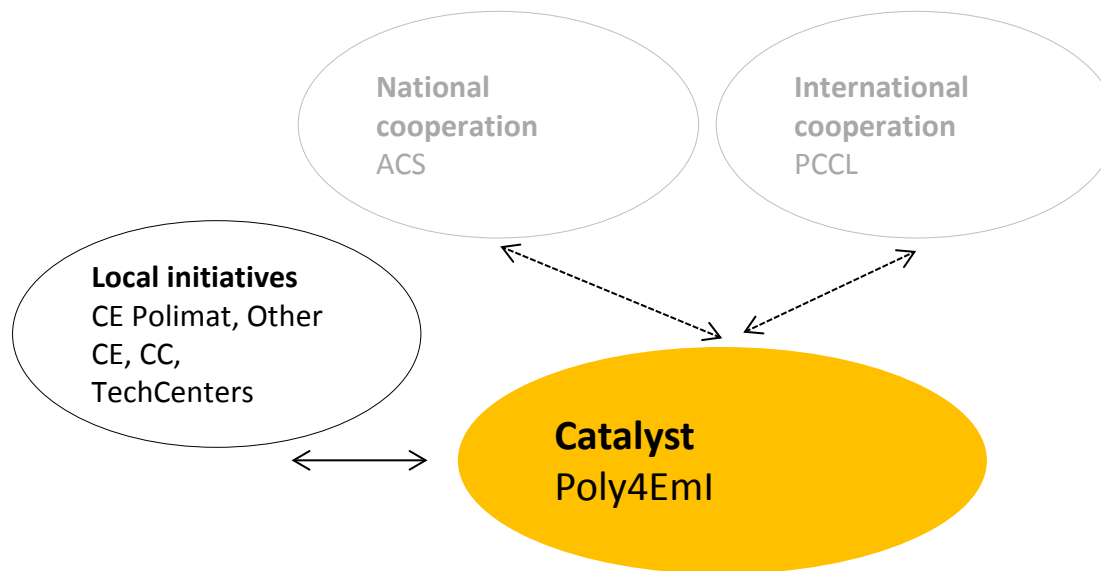 National
cooperation
ACS
International
cooperation
PCCL
Local initiatives
CE Polimat, Other
CE, CC,
TechCenters
Catalyst
Poly4EmI